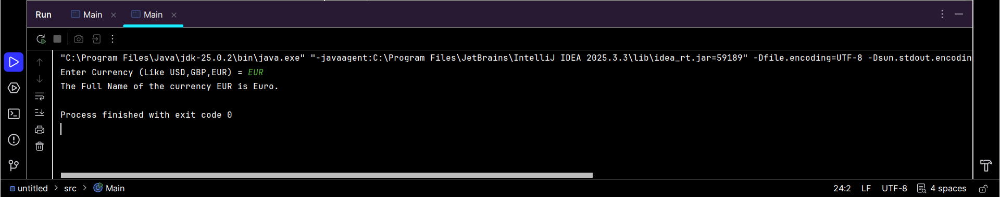 Run Main Main
"C:\Program Files\Java\jdk-25.0.2\bin\java.exe" "-javaagent:C:\Program Files\JetBrains\IntelliJ IDEA 2025.3.3\lib\idea_rt.jar=59189" -Dfile.encoding=UTF-8 -Dsun.stdout.encodin
Enter Currency (Like USD,GBP,EUR) = EUR
The Full Name of the currency EUR is Euro.
Process finished with exit code 0
untitled > src > Main 24:2 LF UTF-8 4 spaces